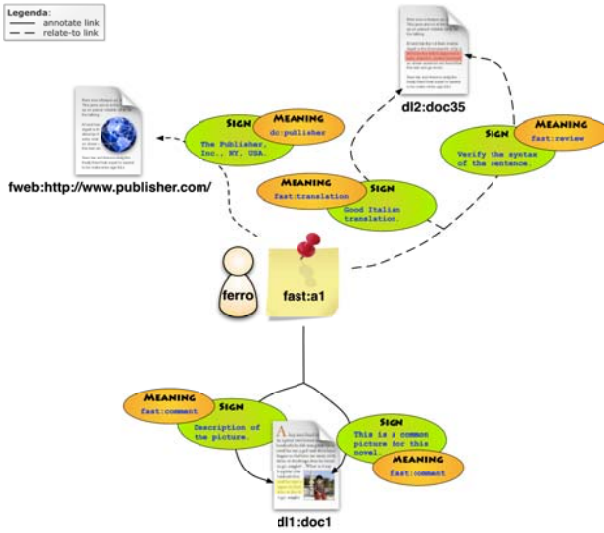 Legenda:
annotate link
relate-to link
dl2:doc35
SIGN
MEANING
dc:publisher
The Publisher,
Inc., NY, USA.
fweb:http://www.publisher.com/
SIGN
MEANING
fast:review
Verify the syntax
of the sentence.
MEANING
fast:translation
SIGN
Good Italian
translation.
ferro
fast:a1
MEANING
fast:comment
SIGN
Description of
the picture.
SIGN
This is a common
picture for this
novel.
MEANING
fast:comment
dl1:doc1